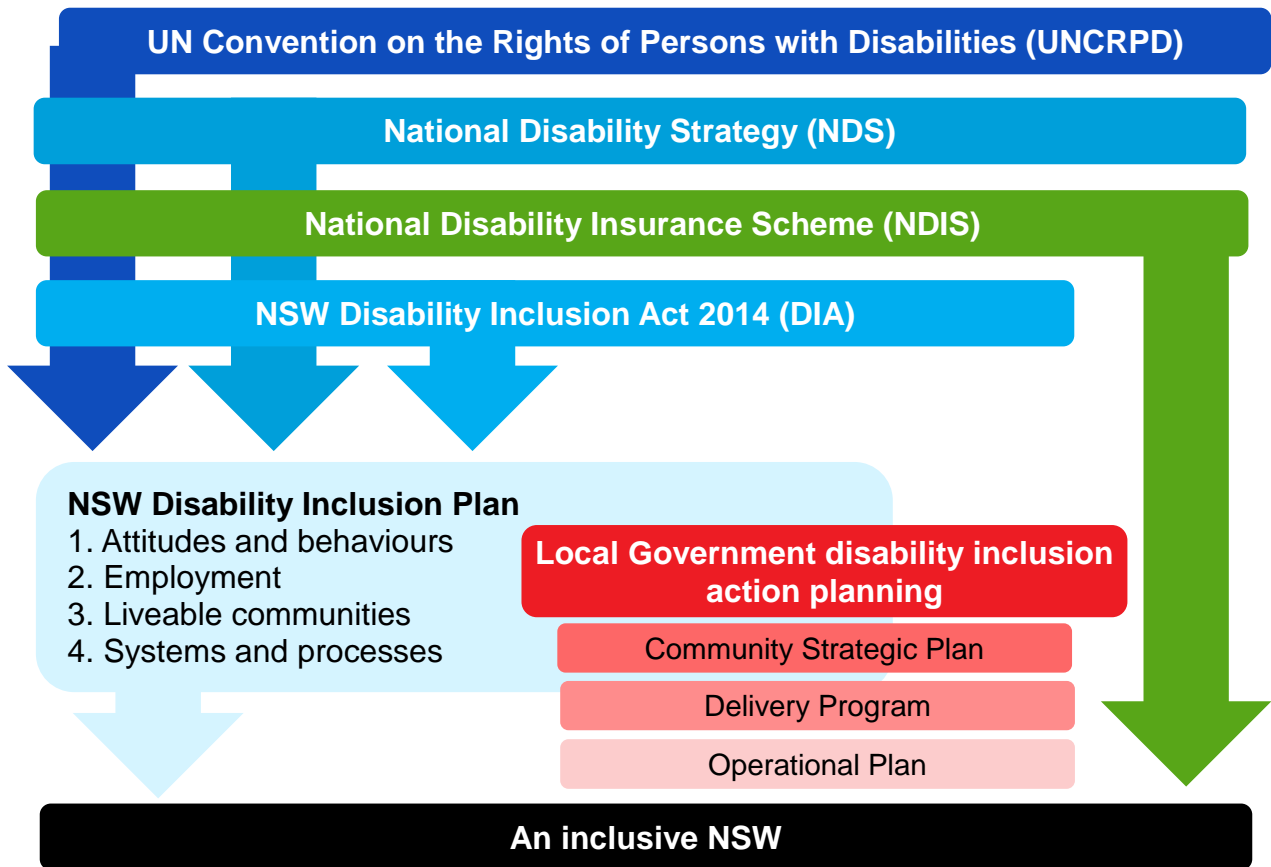 UN Convention on the Rights of Persons with Disabilities (UNCRPD)
National Disability Strategy (NDS)
National Disability Insurance Scheme (NDIS)
NSW Disability Inclusion Act 2014 (DIA)
NSW Disability Inclusion Plan
1. Attitudes and behaviours
2. Employment
3. Liveable communities
4. Systems and processes
Local Government disability inclusion
action planning
Community Strategic Plan
Delivery Program
Operational Plan
An inclusive NSW